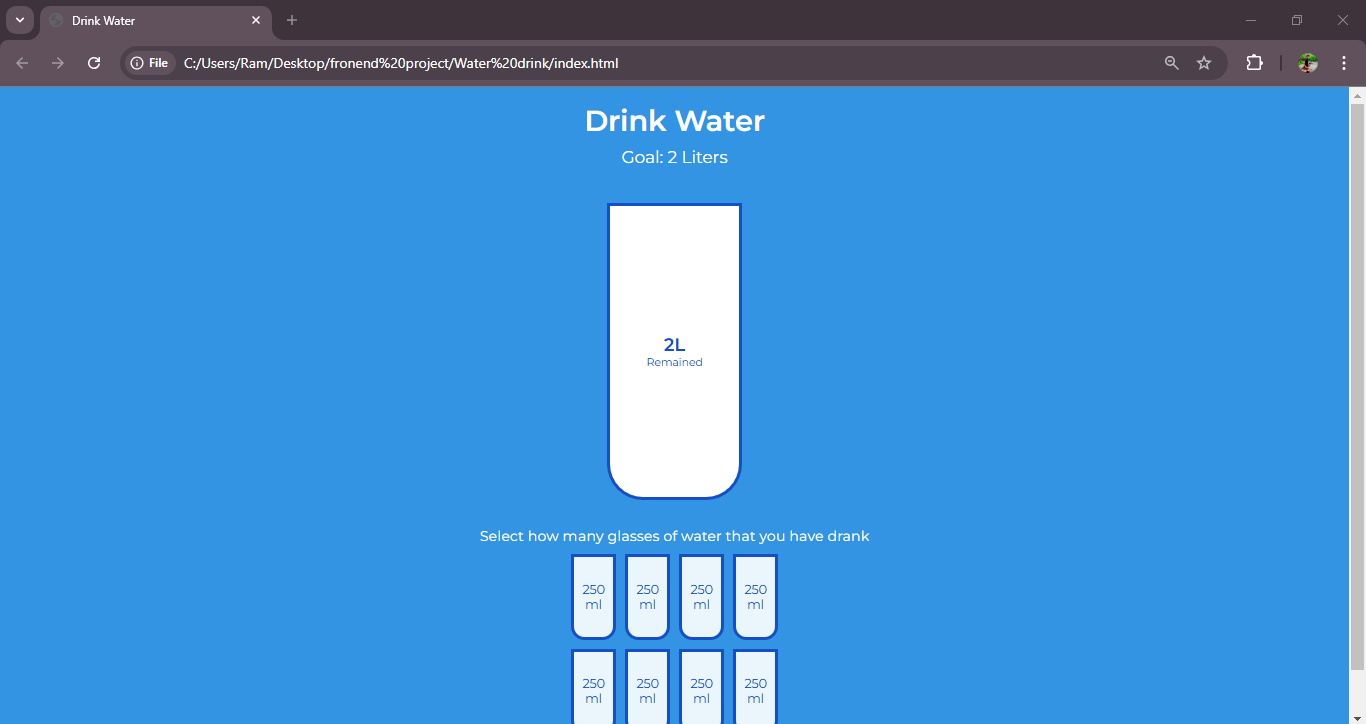 Drink Water
File C:/Users/Ram/Desktop/fronend%20project/Water%20drink/index.html
Drink Water
Goal: 2 Liters
2L
Remained
Select how many glasses of water that you have drank
250 250 250 250
ml ml ml ml
250 250 250 250
ml ml ml ml